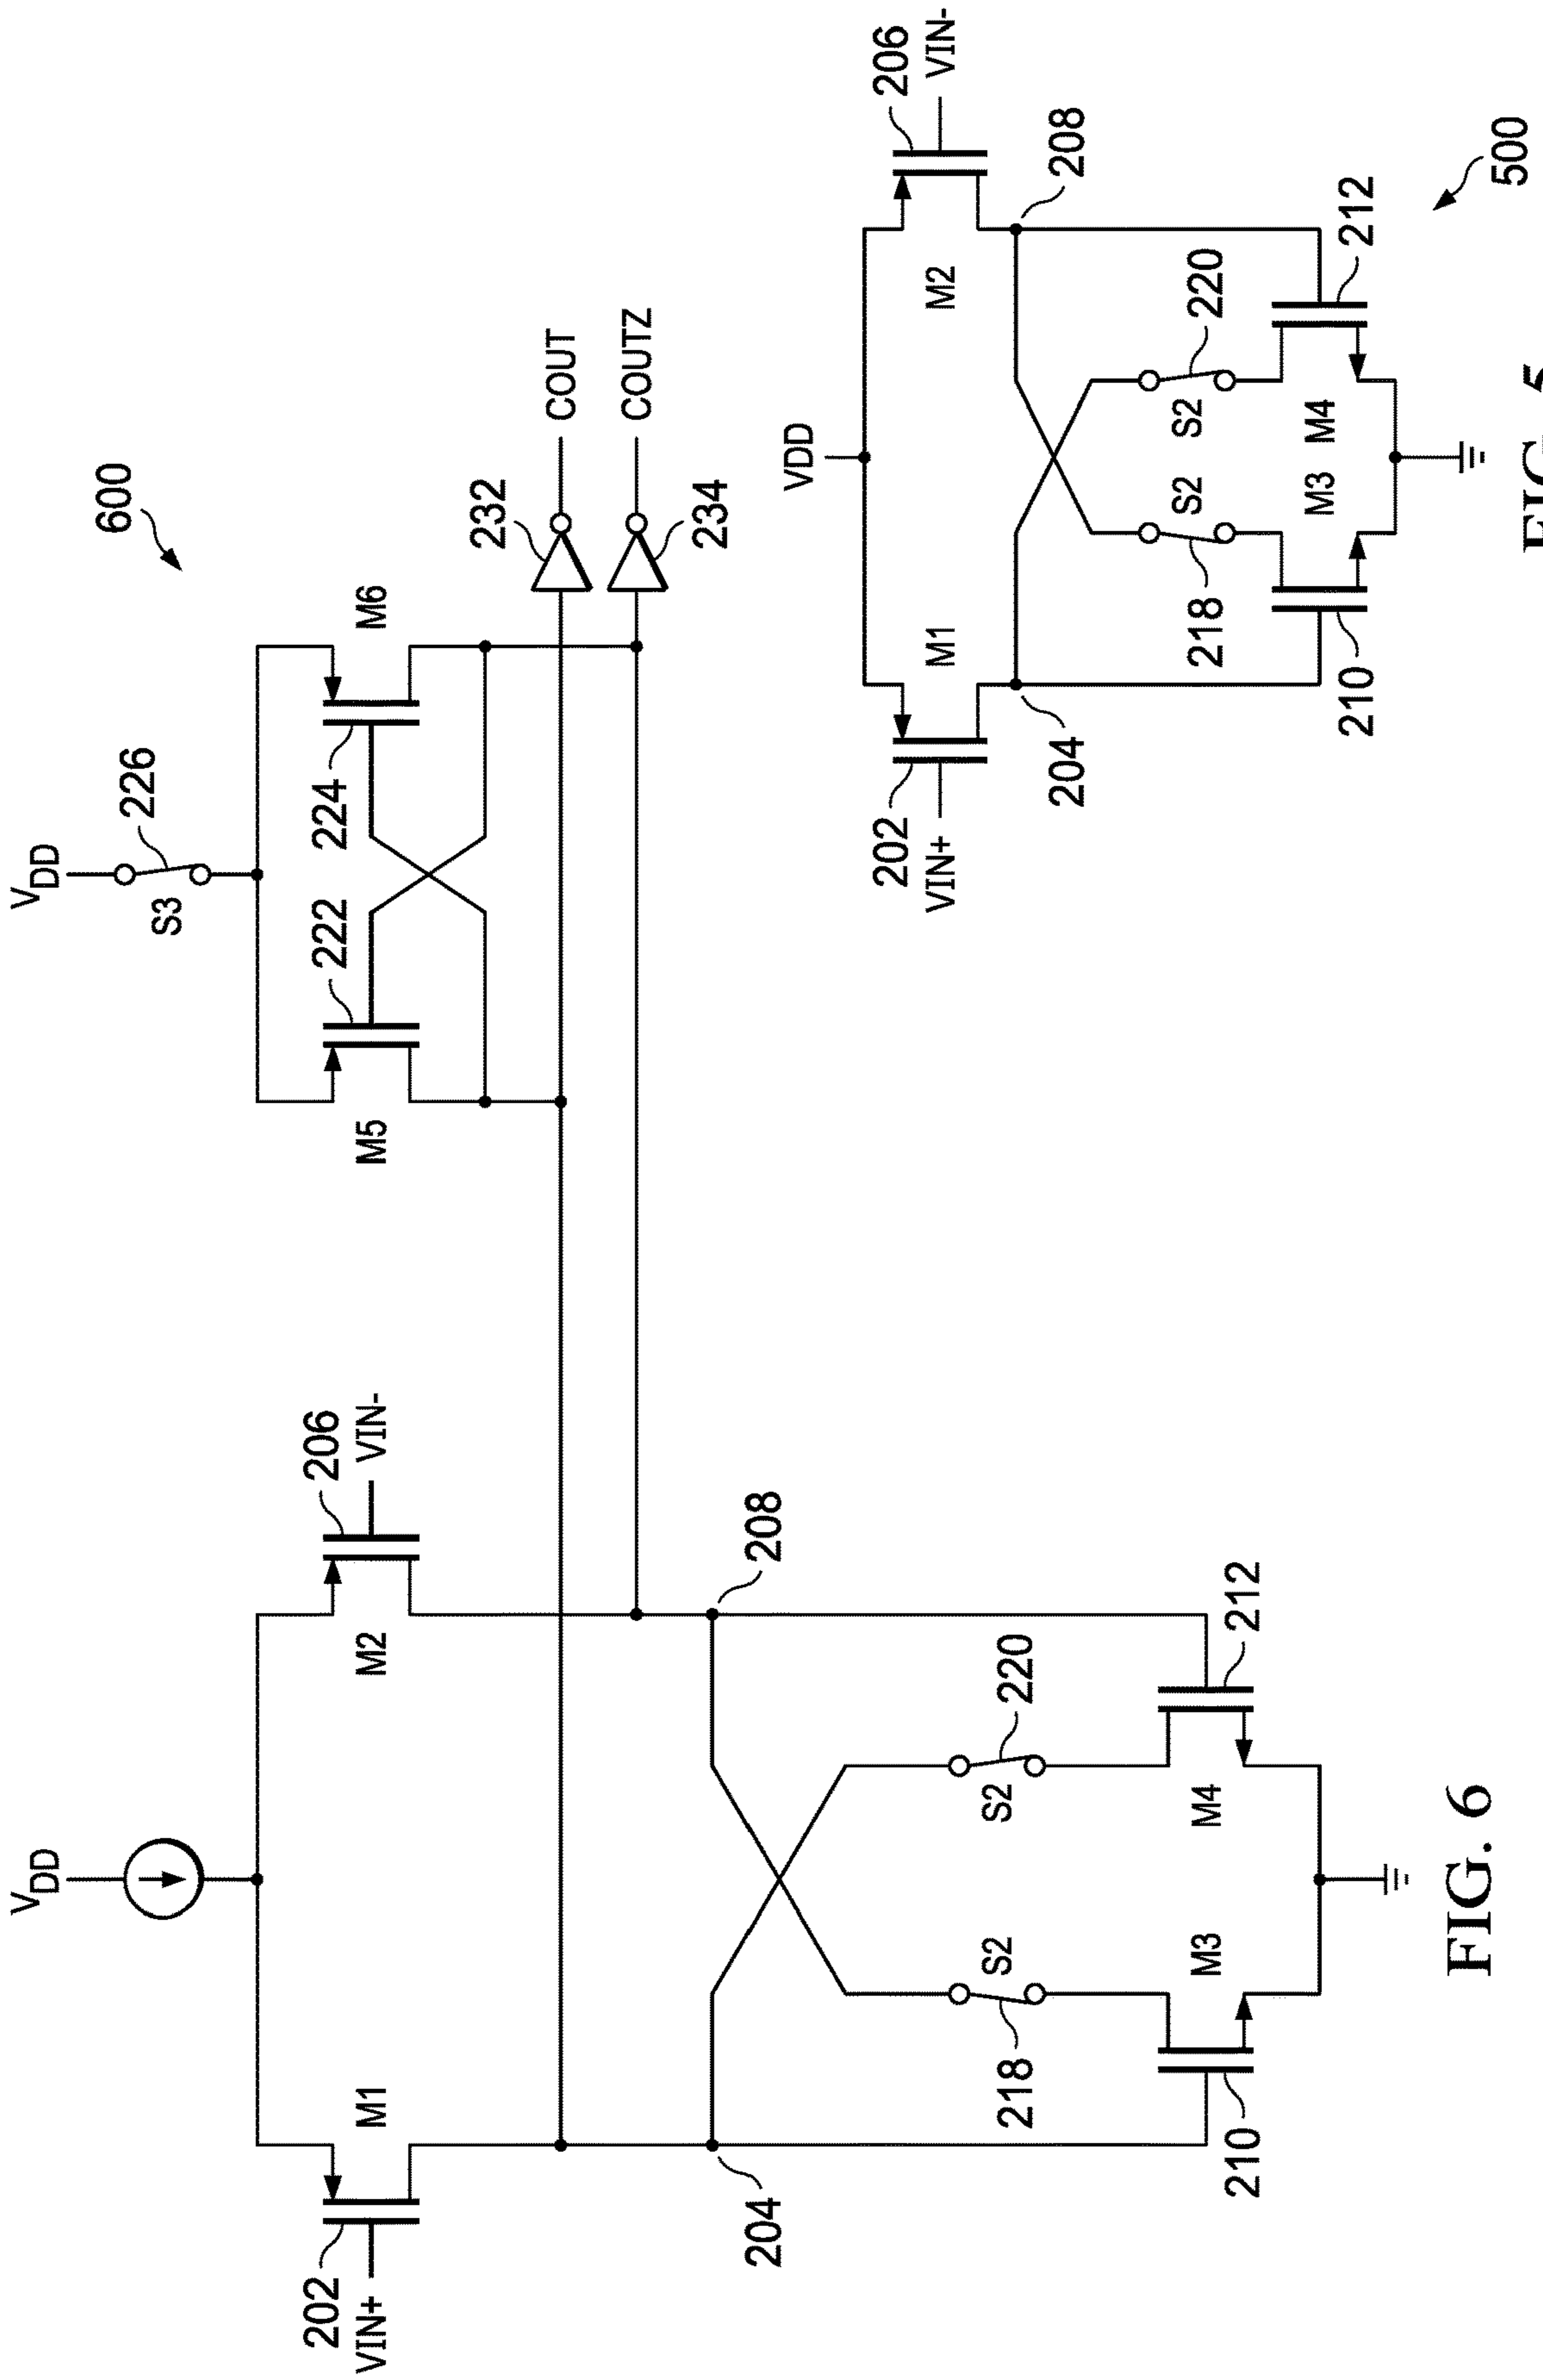 600
V_DD
V_DD
S3
226
202
VIN+
M1
M2
206
VIN-
M5
222
224
M6
232
COUT
COUTZ
234
204
208
218
S2
S2
220
210
M3
M4
212
FIG. 6
VDD
202
VIN+
M1
M2
206
VIN-
204
208
218
S2
S2
220
210
M3
M4
212
500
FIG. 5